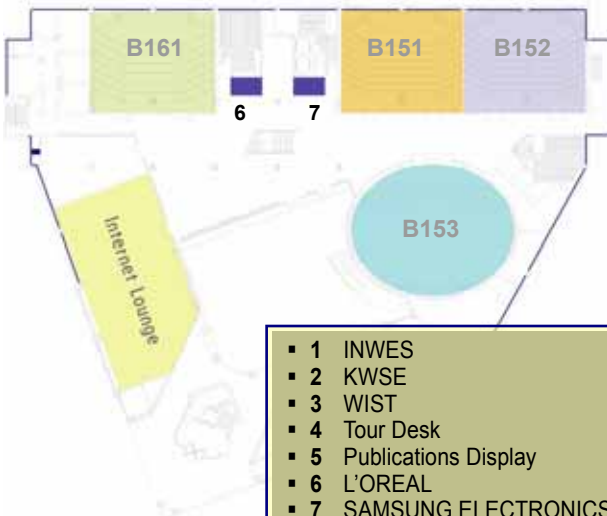 B161
B151
B152
6
7
B153
Internet Lounge
▪ 1 INWES
▪ 2 KWSE
▪ 3 WIST
▪ 4 Tour Desk
▪ 5 Publications Display
▪ 6 L'OREAL
▪ 7 SAMSUNG ELECTRONICS